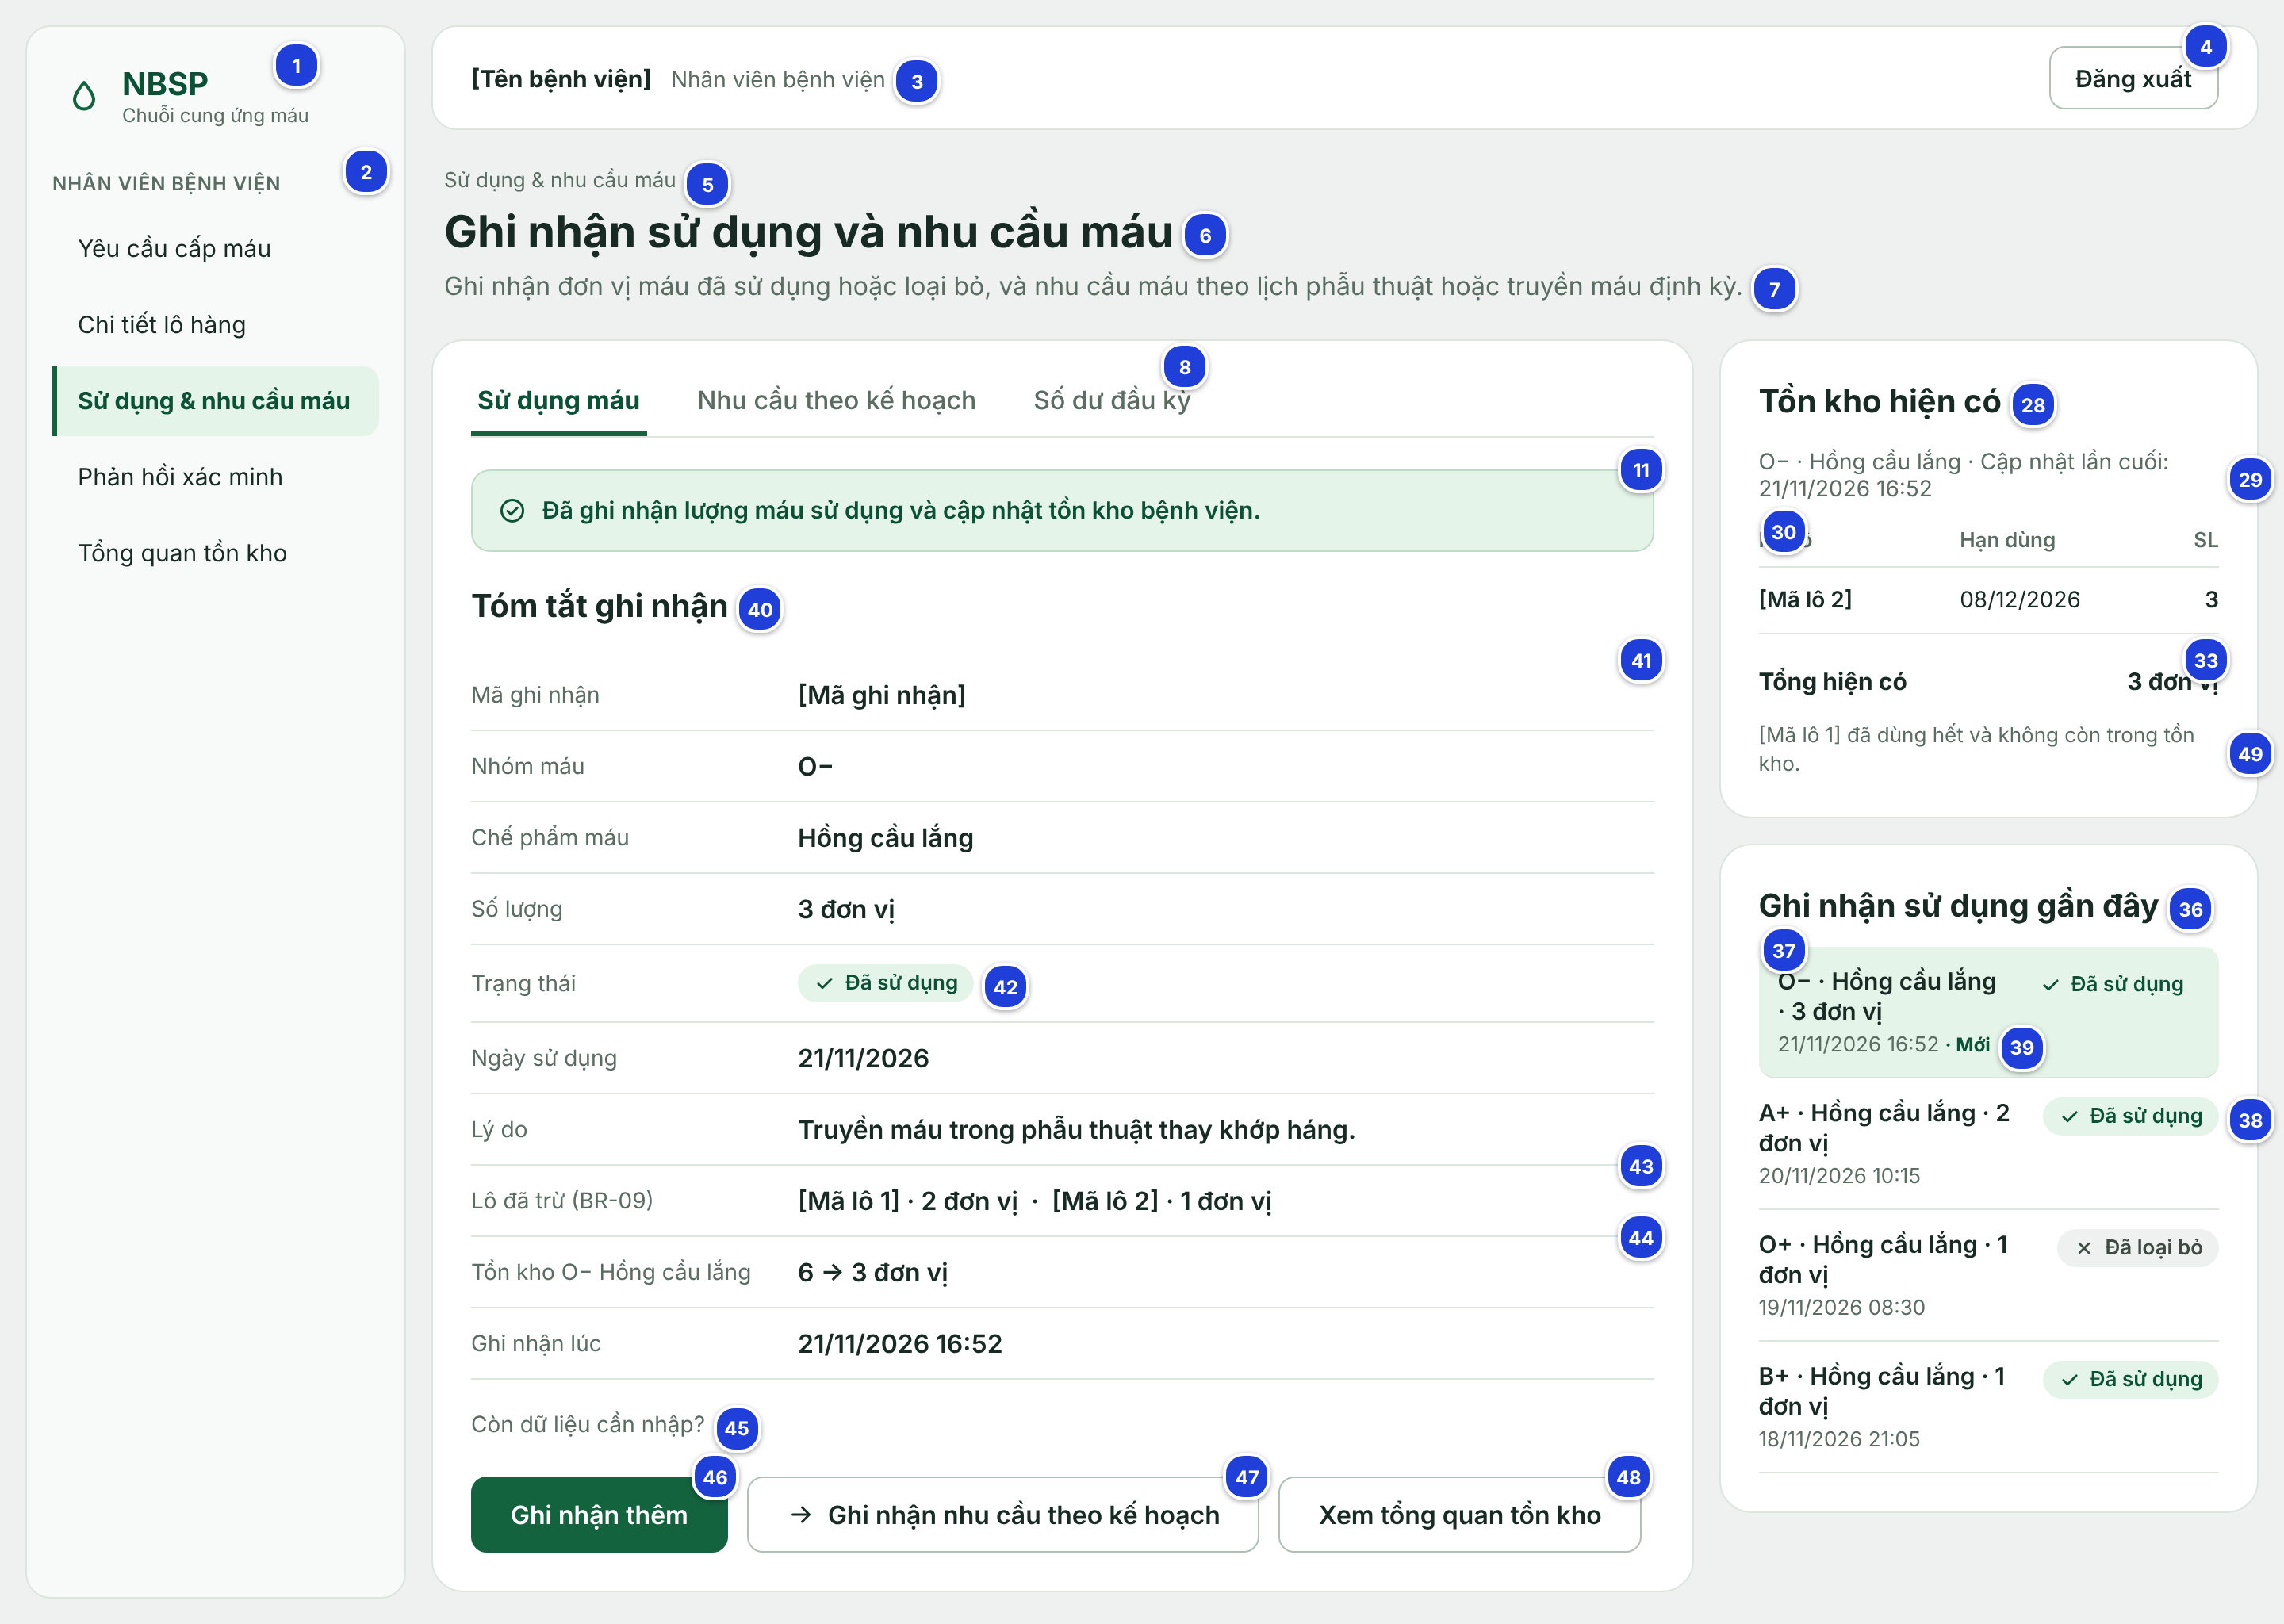 NBSP
1
Chuỗi cung ứng máu
NHÂN VIÊN BỆNH VIỆN
2
Yêu cầu cấp máu
Chi tiết lô hàng
Sử dụng & nhu cầu máu
Phản hồi xác minh
Tổng quan tồn kho
[Tên bệnh viện] Nhân viên bệnh viện 3
Đăng xuất 4
Sử dụng & nhu cầu máu 5
Ghi nhận sử dụng và nhu cầu máu 6
Ghi nhận đơn vị máu đã sử dụng hoặc loại bỏ, và nhu cầu máu theo lịch phẫu thuật hoặc truyền máu định kỳ. 7
8
Sử dụng máu Nhu cầu theo kế hoạch Số dư đầu kỳ
11
Đã ghi nhận lượng máu sử dụng và cập nhật tồn kho bệnh viện.
Tóm tắt ghi nhận 40
41
Mã ghi nhận [Mã ghi nhận]
Nhóm máu O−
Chế phẩm máu Hồng cầu lắng
Số lượng 3 đơn vị
Trạng thái Đã sử dụng 42
Ngày sử dụng 21/11/2026
Lý do Truyền máu trong phẫu thuật thay khớp háng.
43
Lô đã trừ (BR-09) [Mã lô 1] · 2 đơn vị · [Mã lô 2] · 1 đơn vị
44
Tồn kho O− Hồng cầu lắng 6 → 3 đơn vị
Ghi nhận lúc 21/11/2026 16:52
Còn dữ liệu cần nhập? 45
46
Ghi nhận thêm
47
→ Ghi nhận nhu cầu theo kế hoạch
48
Xem tổng quan tồn kho
Tồn kho hiện có 28
O− · Hồng cầu lắng · Cập nhật lần cuối:
21/11/2026 16:52
29
30
Hạn dùng SL
[Mã lô 2] 08/12/2026 3
33
Tổng hiện có 3 đơn vị
[Mã lô 1] đã dùng hết và không còn trong tồn
kho.
49
Ghi nhận sử dụng gần đây 36
37
O− · Hồng cầu lắng
· 3 đơn vị
Đã sử dụng
21/11/2026 16:52 · Mới 39
A+ · Hồng cầu lắng · 2
đơn vị
Đã sử dụng
38
20/11/2026 10:15
O+ · Hồng cầu lắng · 1
đơn vị
Đã loại bỏ
19/11/2026 08:30
B+ · Hồng cầu lắng · 1
đơn vị
Đã sử dụng
18/11/2026 21:05